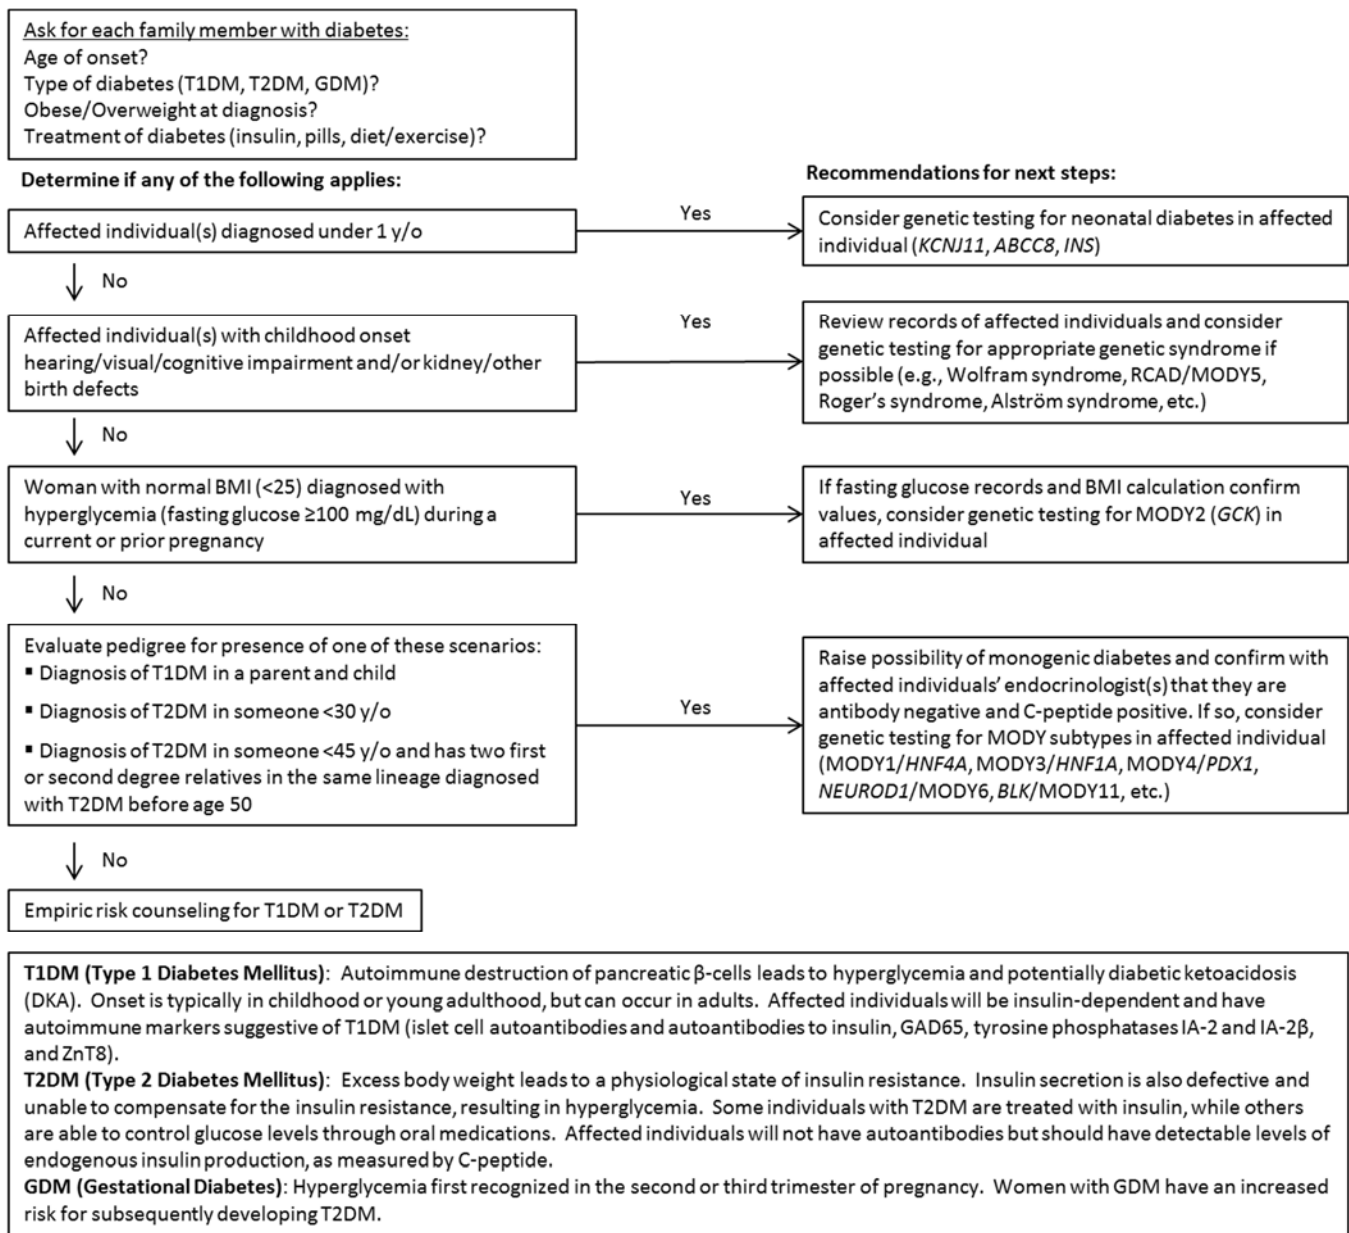 Ask for each family member with diabetes:
Age of onset?
Type of diabetes (T1DM, T2DM, GDM)?
Obese/Overweight at diagnosis?
Treatment of diabetes (insulin, pills, diet/exercise)?
Determine if any of the following applies:
Recommendations for next steps:
Affected individual(s) diagnosed under 1 y/o
Yes
Consider genetic testing for neonatal diabetes in affected
individual (KCNJ11, ABCC8, INS)
No
Affected individual(s) with childhood onset
hearing/visual/cognitive impairment and/or kidney/other
birth defects
Yes
Review records of affected individuals and consider
genetic testing for appropriate genetic syndrome if
possible (e.g., Wolfram syndrome, RCAD/MODY5,
Roger's syndrome, Alström syndrome, etc.)
No
Woman with normal BMI (<25) diagnosed with
hyperglycemia (fasting glucose ≥100 mg/dL) during a
current or prior pregnancy
Yes
If fasting glucose records and BMI calculation confirm
values, consider genetic testing for MODY2 (GCK) in
affected individual
No
Evaluate pedigree for presence of one of these scenarios:
▪ Diagnosis of T1DM in a parent and child
▪ Diagnosis of T2DM in someone <30 y/o
▪ Diagnosis of T2DM in someone <45 y/o and has two first
or second degree relatives in the same lineage diagnosed
with T2DM before age 50
Yes
Raise possibility of monogenic diabetes and confirm with
affected individuals' endocrinologist(s) that they are
antibody negative and C-peptide positive. If so, consider
genetic testing for MODY subtypes in affected individual
(MODY1/HNF4A, MODY3/HNF1A, MODY4/PDX1,
NEUROD1/MODY6, BLK/MODY11, etc.)
No
Empiric risk counseling for T1DM or T2DM
T1DM (Type 1 Diabetes Mellitus): Autoimmune destruction of pancreatic β-cells leads to hyperglycemia and potentially diabetic ketoacidosis
(DKA). Onset is typically in childhood or young adulthood, but can occur in adults. Affected individuals will be insulin-dependent and have
autoimmune markers suggestive of T1DM (islet cell autoantibodies and autoantibodies to insulin, GAD65, tyrosine phosphatases IA-2 and IA-2β,
and ZnT8).
T2DM (Type 2 Diabetes Mellitus): Excess body weight leads to a physiological state of insulin resistance. Insulin secretion is also defective and
unable to compensate for the insulin resistance, resulting in hyperglycemia. Some individuals with T2DM are treated with insulin, while others
are able to control glucose levels through oral medications. Affected individuals will not have autoantibodies but should have detectable levels of
endogenous insulin production, as measured by C-peptide.
GDM (Gestational Diabetes): Hyperglycemia first recognized in the second or third trimester of pregnancy. Women with GDM have an increased
risk for subsequently developing T2DM.